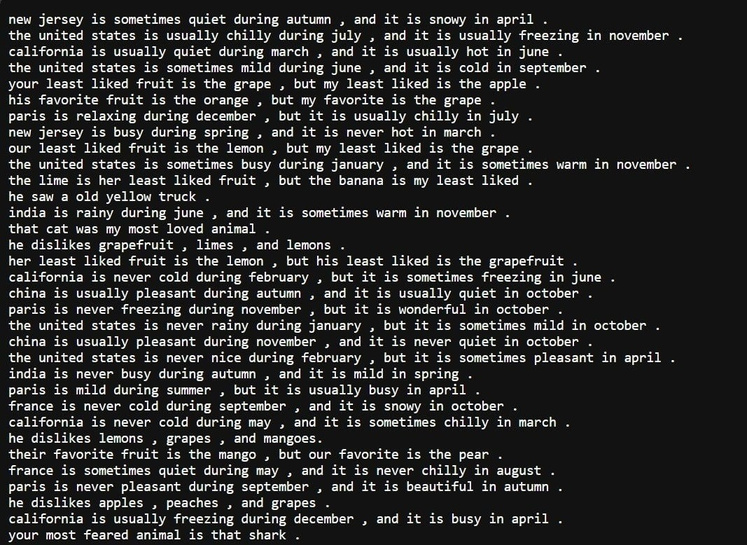 new jersey is sometimes quiet during autumn , and it is snowy in april .
the united states is usually chilly during july , and it is usually freezing in november .
california is usually quiet during march , and it is usually hot in june .
the united states is sometimes mild during june , and it is cold in september .
your least liked fruit is the grape , but my least liked is the apple .
his favorite fruit is the orange , but my favorite is the grape .
paris is relaxing during december , but it is usually chilly in july .
new jersey is busy during spring , and it is never hot in march .
our least liked fruit is the lemon , but my least liked is the grape .
the united states is sometimes busy during january , and it is sometimes warm in november .
the lime is her least liked fruit , but the banana is my least liked .
he saw a old yellow truck .
india is rainy during june , and it is sometimes warm in november .
that cat was my most loved animal .
he dislikes grapefruit , limes , and lemons .
her least liked fruit is the lemon , but his least liked is the grapefruit .
california is never cold during february , but it is sometimes freezing in june .
china is usually pleasant during autumn , and it is usually quiet in october .
paris is never freezing during november , but it is wonderful in october .
the united states is never rainy during january , but it is sometimes mild in october .
china is usually pleasant during november , and it is never quiet in october .
the united states is never nice during february , but it is sometimes pleasant in april .
india is never busy during autumn , and it is mild in spring .
paris is mild during summer , but it is usually busy in april .
france is never cold during september , and it is snowy in october .
california is never cold during may , and it is sometimes chilly in march .
he dislikes lemons , grapes , and mangoes.
their favorite fruit is the mango , but our favorite is the pear .
france is sometimes quiet during may , and it is never chilly in august .
paris is never pleasant during september , and it is beautiful in autumn .
he dislikes apples , peaches , and grapes .
california is usually freezing during december , and it is busy in april .
your most feared animal is that shark .